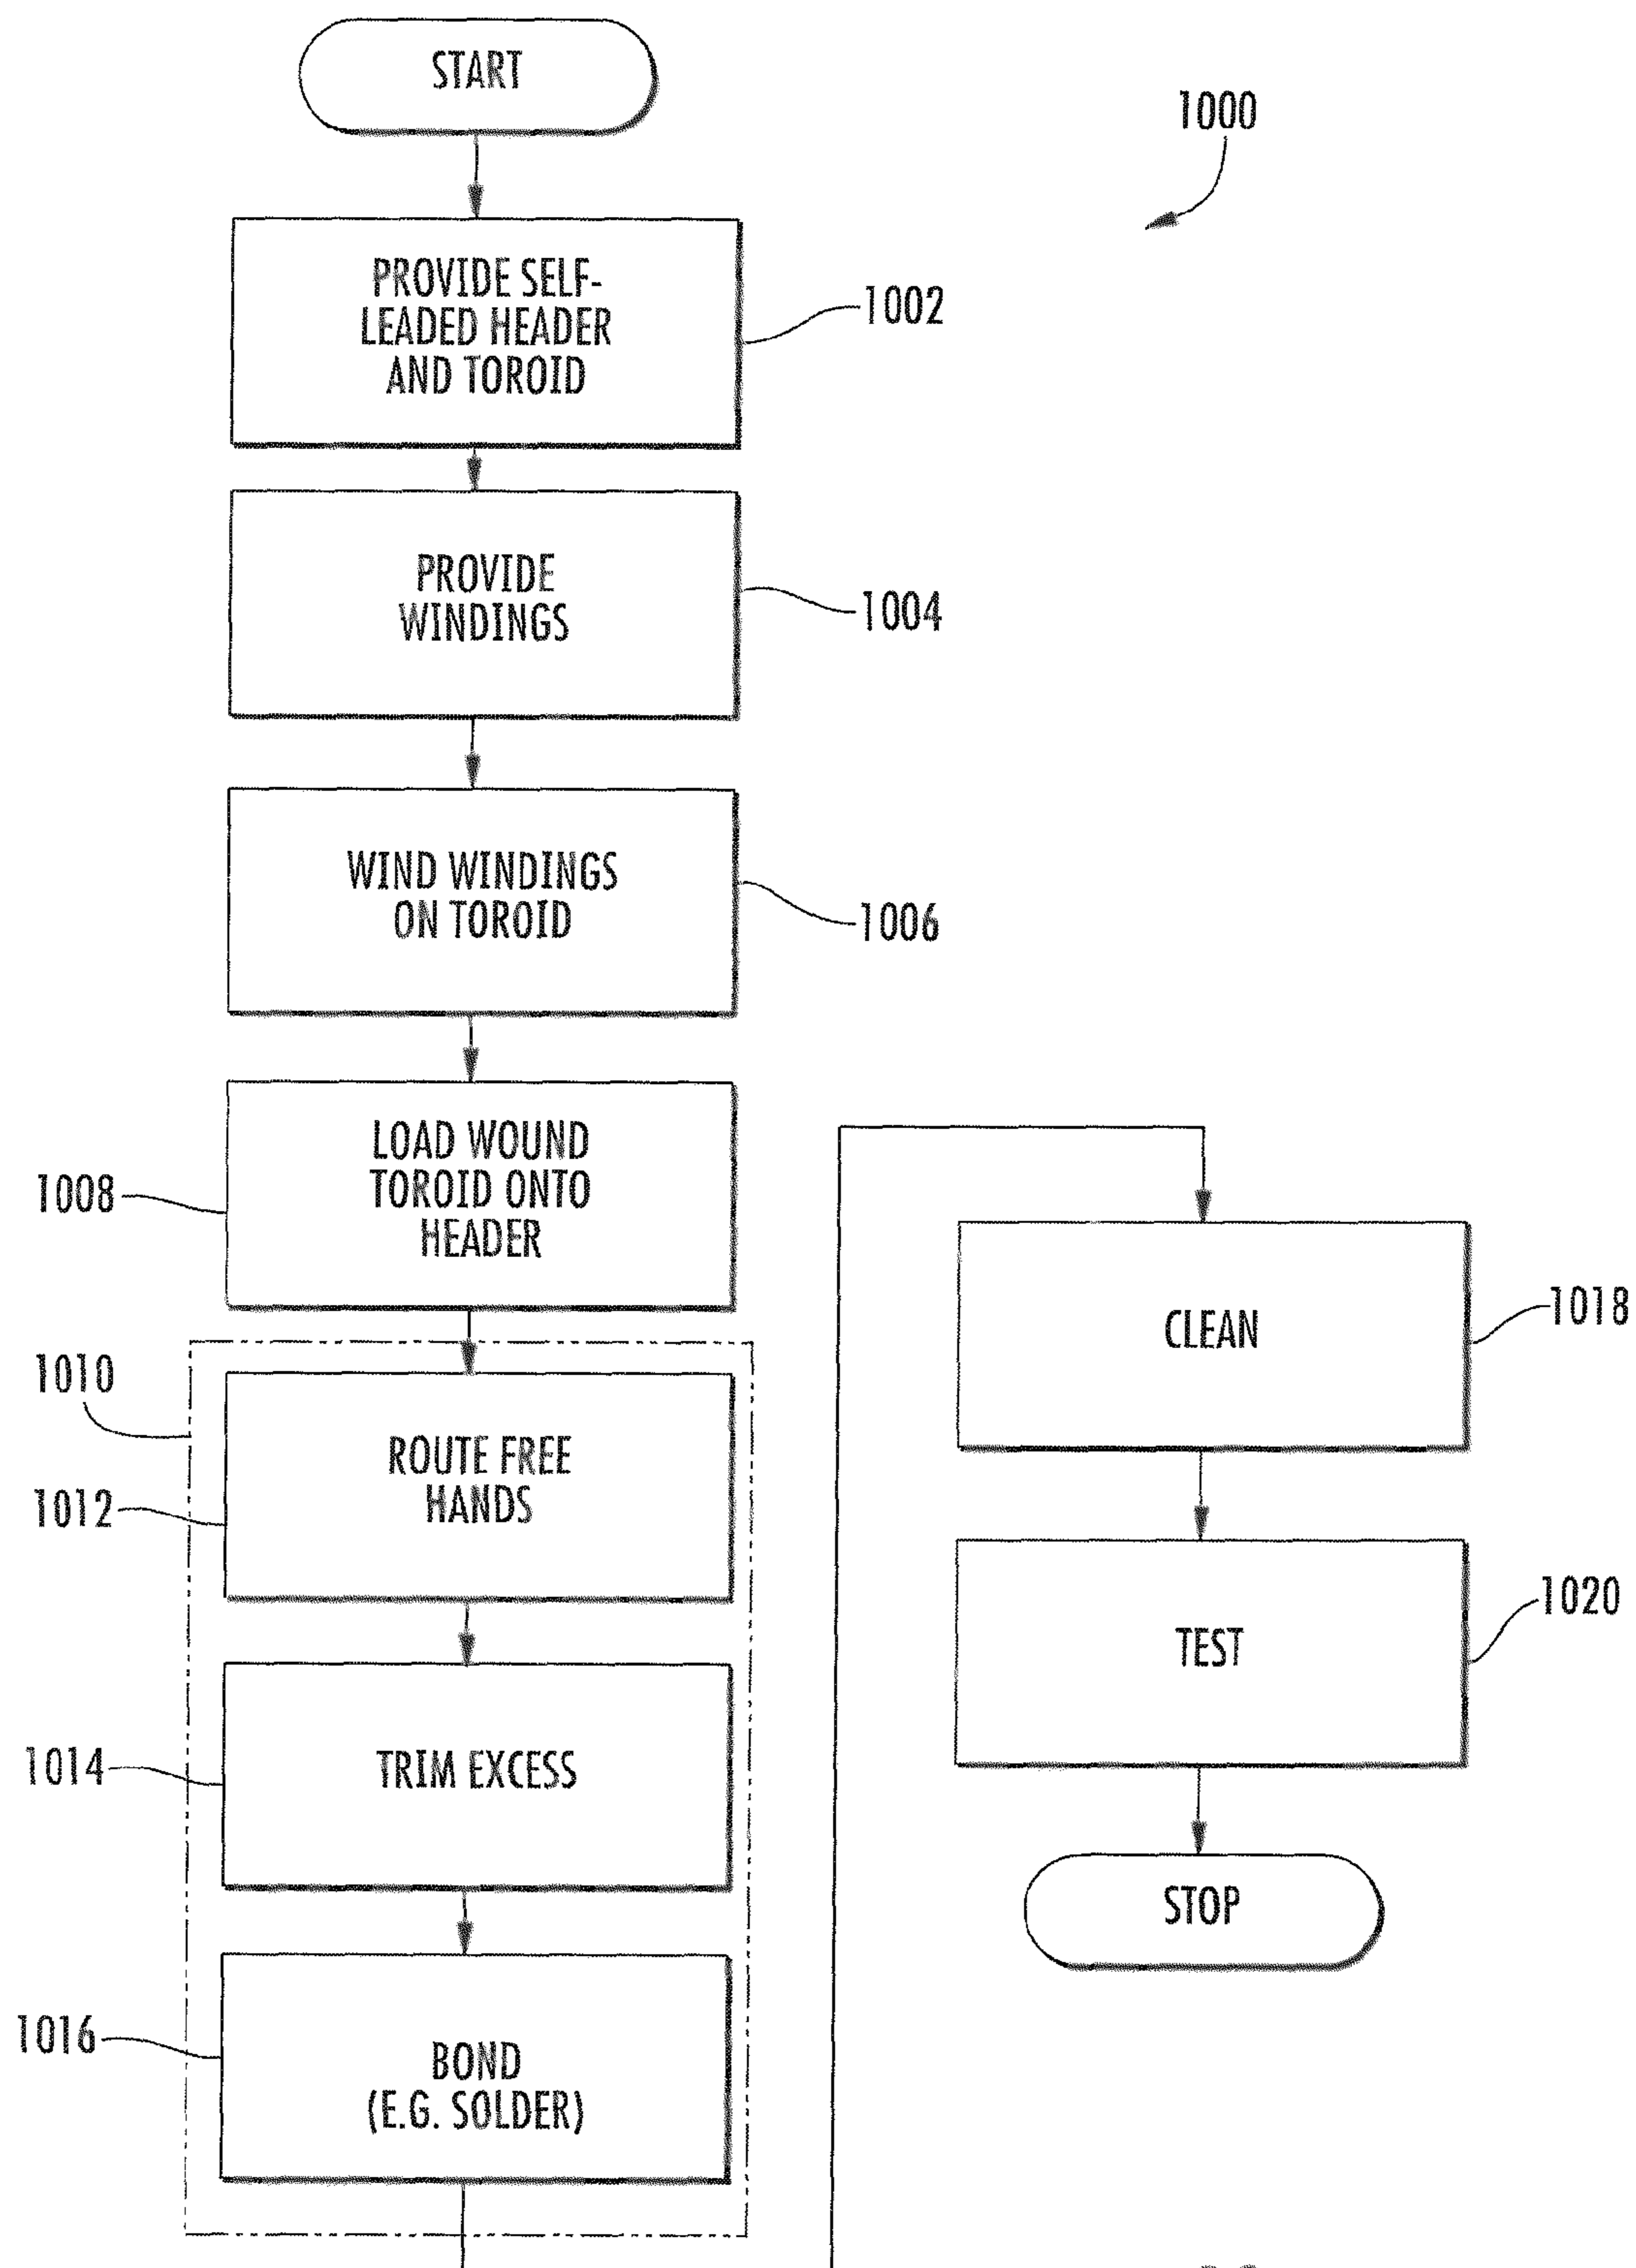 START
1000
PROVIDE SELF-
LEADED HEADER
AND TOROID
1002
PROVIDE
WINDINGS
1004
WIND WINDINGS
ON TOROID
1006
LOAD WOUND
TOROID ONTO
HEADER
1008
1010
ROUTE FREE
HANDS
1012
TRIM EXCESS
1014
BOND
(E.G. SOLDER)
1016
CLEAN
1018
TEST
1020
STOP